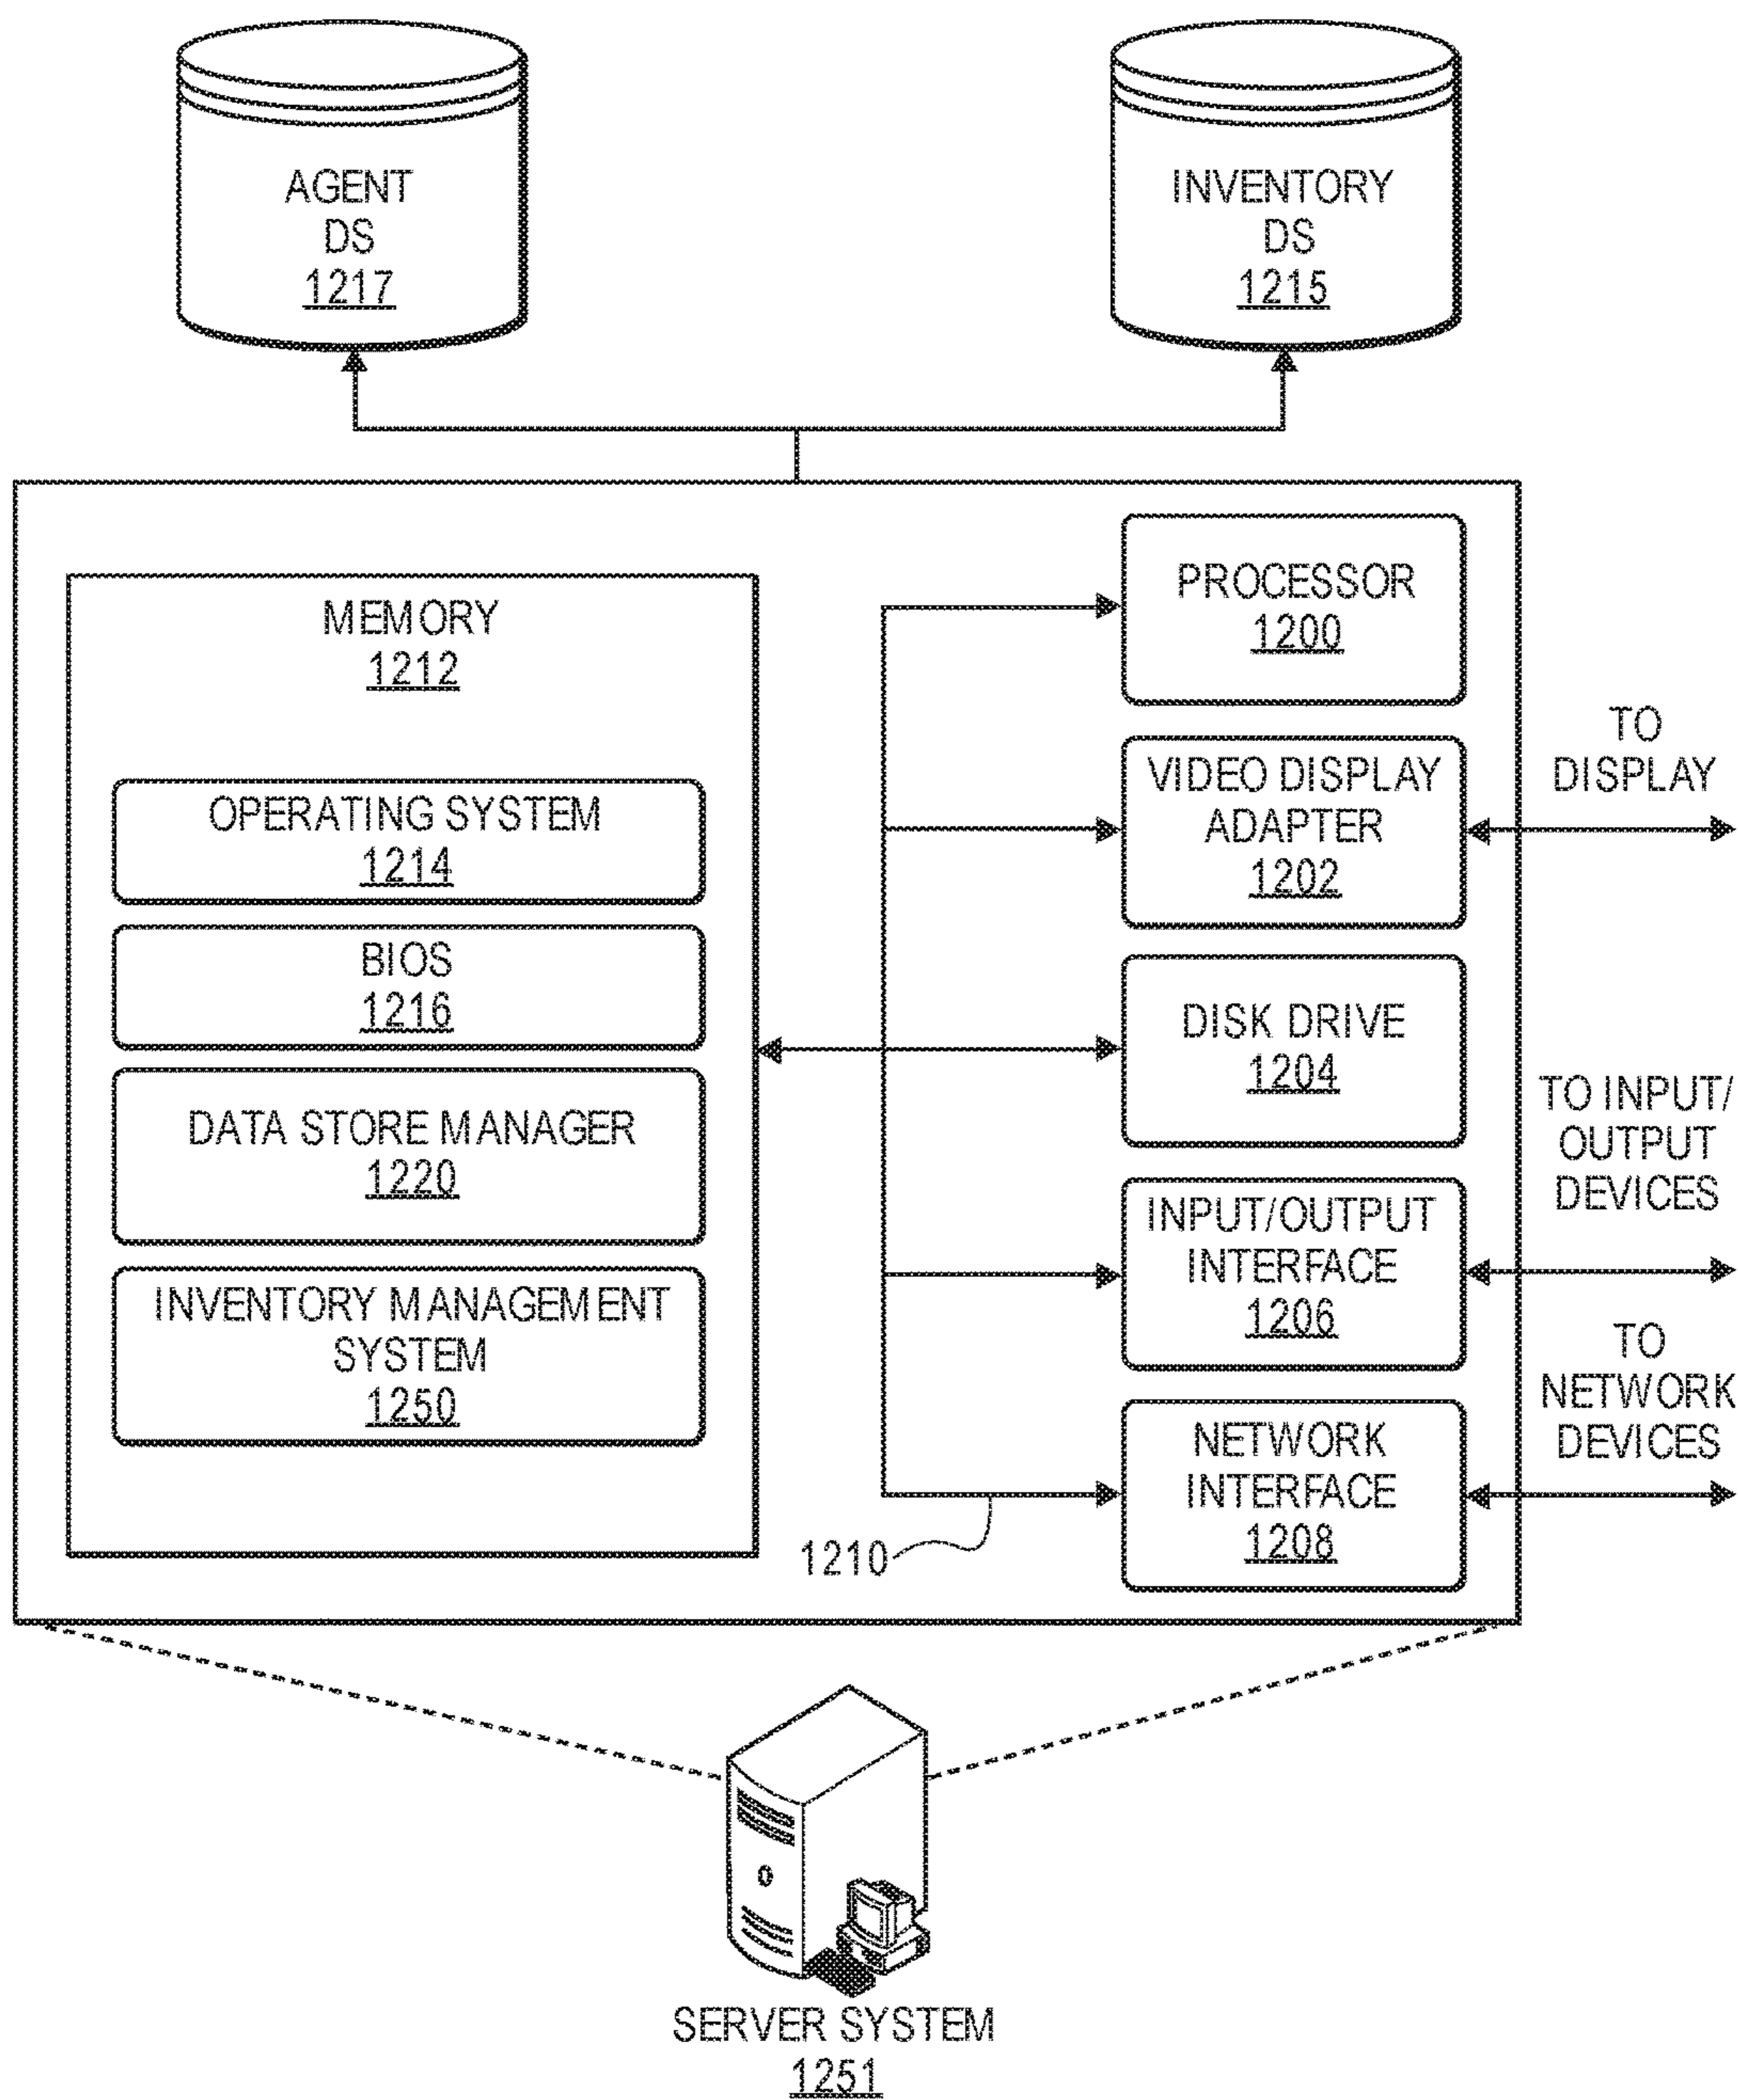 AGENT
DS
1217
INVENTORY
DS
1215
MEMORY
1212
OPERATING SYSTEM
1214
BIOS
1216
DATA STORE MANAGER
1220
INVENTORY MANAGEMENT
SYSTEM
1250
PROCESSOR
1200
VIDEO DISPLAY
ADAPTER
1202
DISK DRIVE
1204
INPUT/OUTPUT
INTERFACE
1206
NETWORK
INTERFACE
1208
1210
TO
DISPLAY
TO INPUT/
OUTPUT
DEVICES
TO
NETWORK
DEVICES
SERVER SYSTEM
1251